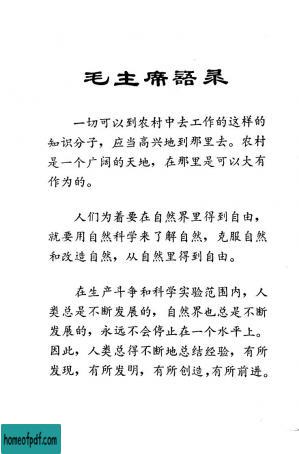 毛主席語录
一切可以到农村中去工作的这样的
知识分子，应当高兴地到那里去。农村
是一个广阔的天地，在那里是可以大有
作为的。
人们为着要在自然界里得到自由，
就要用自然科学来了解自然，克服自然
和改造自然，从自然里得到自由。
在生产斗争和科学实验范围内，人
类总是不断发展的，自然界也总是不断
发展的，永远不会停止在一个水平上。
因此，人类总得不断地总结经验，有所
发现，有所发明，有所创造，有所前进。
homeofpdf.com